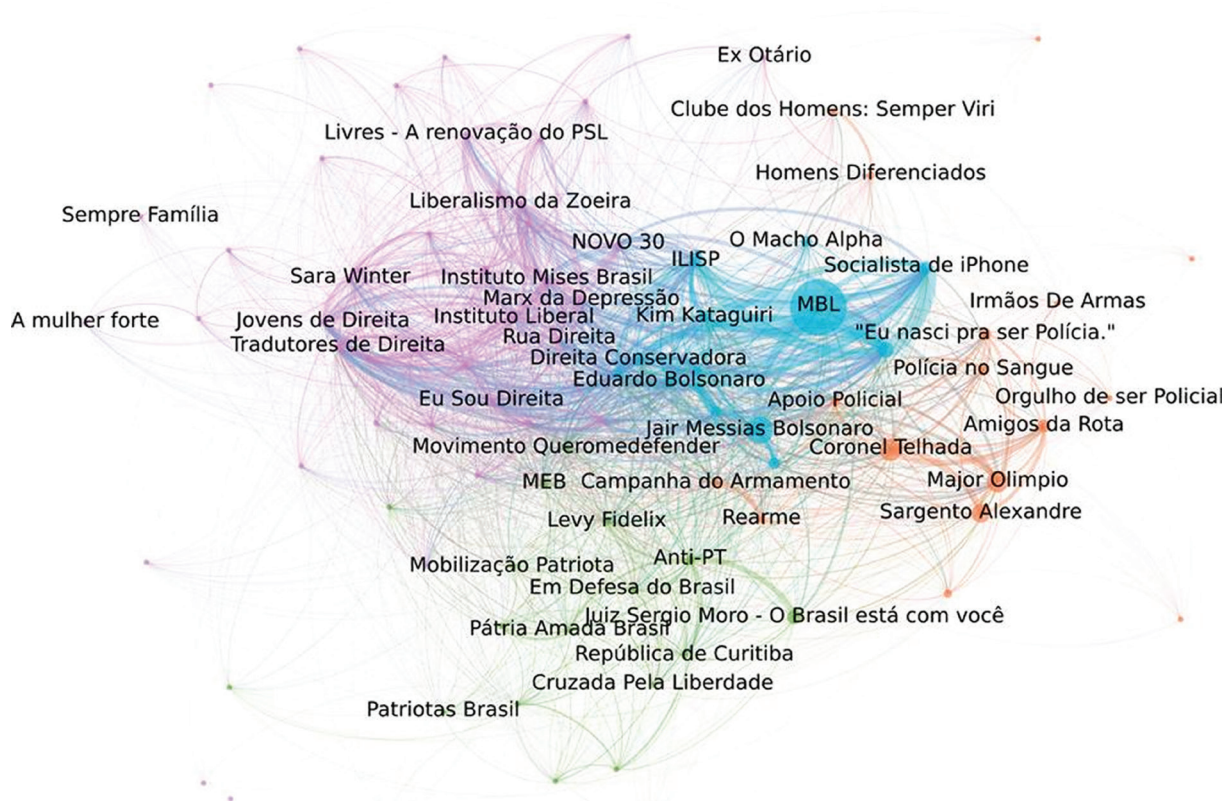 Ex Otário
Clube dos Homens: Semper Viri
Livres - A renovação do PSL
Homens Diferenciados
Liberalismo da Zoeira
Sempre Família
NOVO 30
O Macho Alpha
ILISP
Socialista de iPhone
Sara Winter
Instituto Mises Brasil
Marx da Depressão
MBL
Irmãos De Armas
A mulher forte
Jovens de Direita
Instituto Liberal
Kim Kataguiri
"Eu nasci pra ser Polícia."
Rua Direita
Tradutores de Direita
Direita Conservadora
Polícia no Sangue
Eduardo Bolsonaro
Eu Sou Direita
Apoio Policial
Orgulho de ser Policial
Jair Messias Bolsonaro
Amigos da Rota
Movimento Queromedefender
Coronel Telhada
MEB
Campanha do Armamento
Major Olimpio
Levy Fidelix
Rearme
Sargento Alexandre
Mobilização Patriota
Anti-PT
Em Defesa do Brasil
Juiz Sergio Moro - O Brasil está com você
Pátria Amada Brasil
República de Curitiba
Cruzada Pela Liberdade
Patriotas Brasil